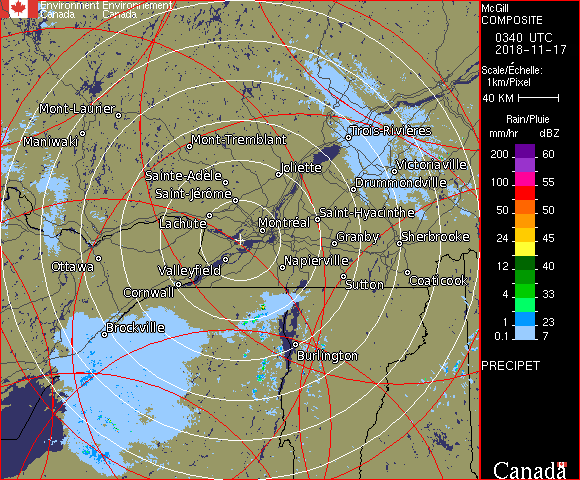 Environment Environnement
Canada Canada
McGill
COMPOSITE
0340 UTC
2018-11-17
Scale/Échelle:
1km/Pixel
40 KM
Rain/Pluie
mm/hr dBZ
200 60
155
100 55
50 50
24 45
12 40
4 33
1 23
0.1 7
PRECIPET
Canada
Mont-Laurier
Maniwaki
Mont-Tremblant
Trois-Rivières
Joliette
Victoriaville
Sainte-Adèle
Drummondville
Saint-Jérôme
Saint-Hyacinthe
Lachute
Montréal
Granby
Sherbrooke
Ottawa
Valleyfield
Napierville
Cornwall
Sutton
Coaticook
Brockville
Burlington